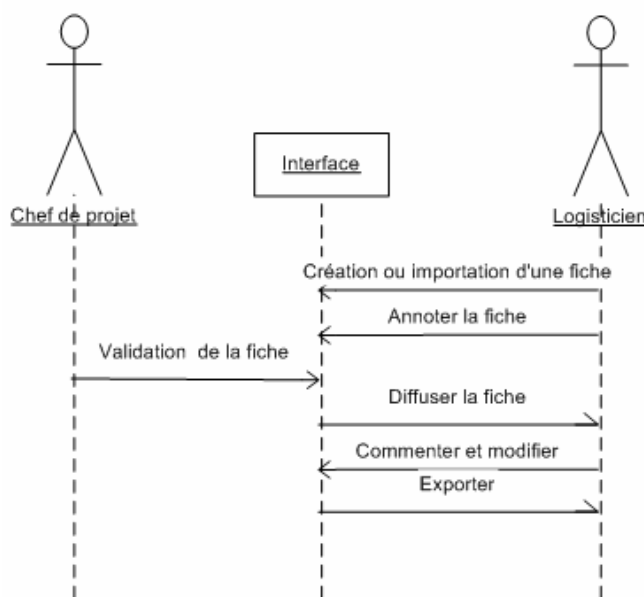 Interface
Chef de projet
Logisticien
Création ou importation d'une fiche
Annoter la fiche
Validation de la fiche
Diffuser la fiche
Commenter et modifier
Exporter